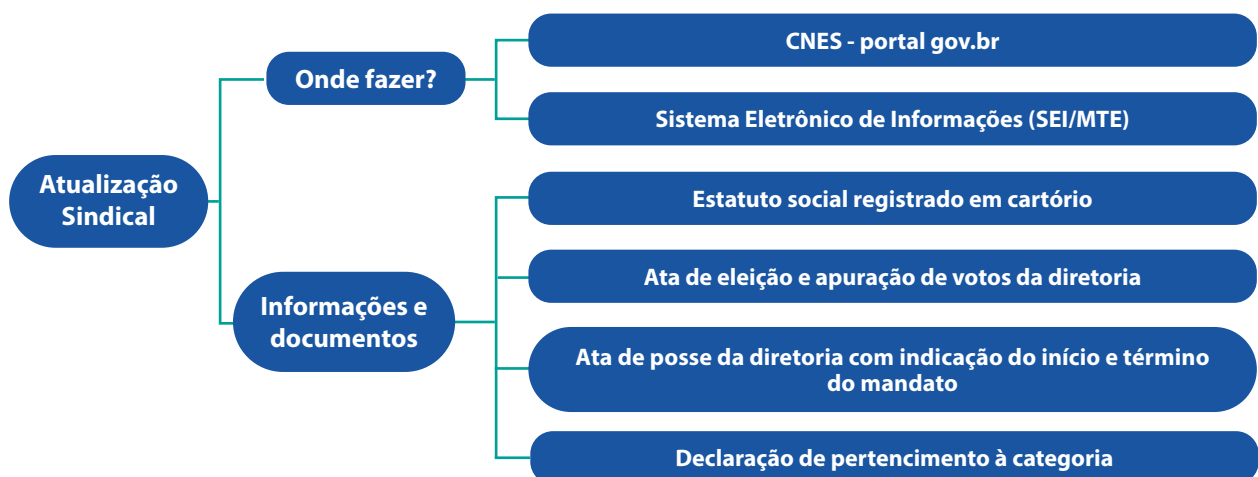 Atualização
Sindical
Onde fazer?
CNES - portal gov.br
Sistema Eletrônico de Informações (SEI/MTE)
Informações e
documentos
Estatuto social registrado em cartório
Ata de eleição e apuração de votos da diretoria
Ata de posse da diretoria com indicação do início e término
do mandato
Declaração de pertencimento à categoria